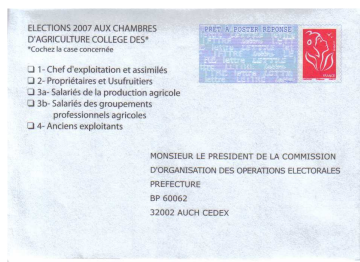 ELECTIONS 2007 AUX CHAMBRES
D'AGRICULTURE COLLEGE DES*
*Cochez la case concernée
❑ 1- Chef d'exploitation et assimilés
❑ 2- Propriétaires et Usufruitiers
❑ 3a- Salariés de la production agricole
❑ 3b- Salariés des groupements
professionnels agricoles
❑ 4- Anciens exploitants
PRÊT A POSTER RÉPONSE
MONSIEUR LE PRESIDENT DE LA COMMISSION
D'ORGANISATION DES OPERATIONS ELECTORALES
PREFECTURE
BP 60062
32002 AUCH CEDEX